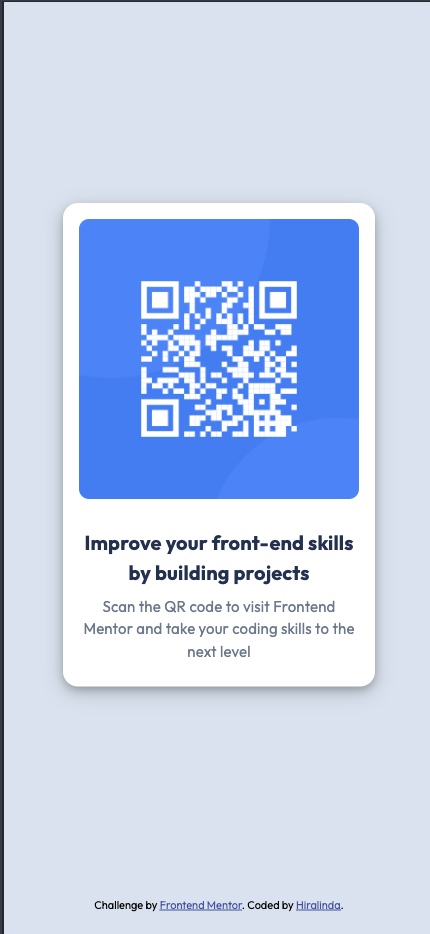 Improve your front-end skills
by building projects
Scan the QR code to visit Frontend
Mentor and take your coding skills to the
next level
Challenge by Frontend Mentor. Coded by Hiralinda.